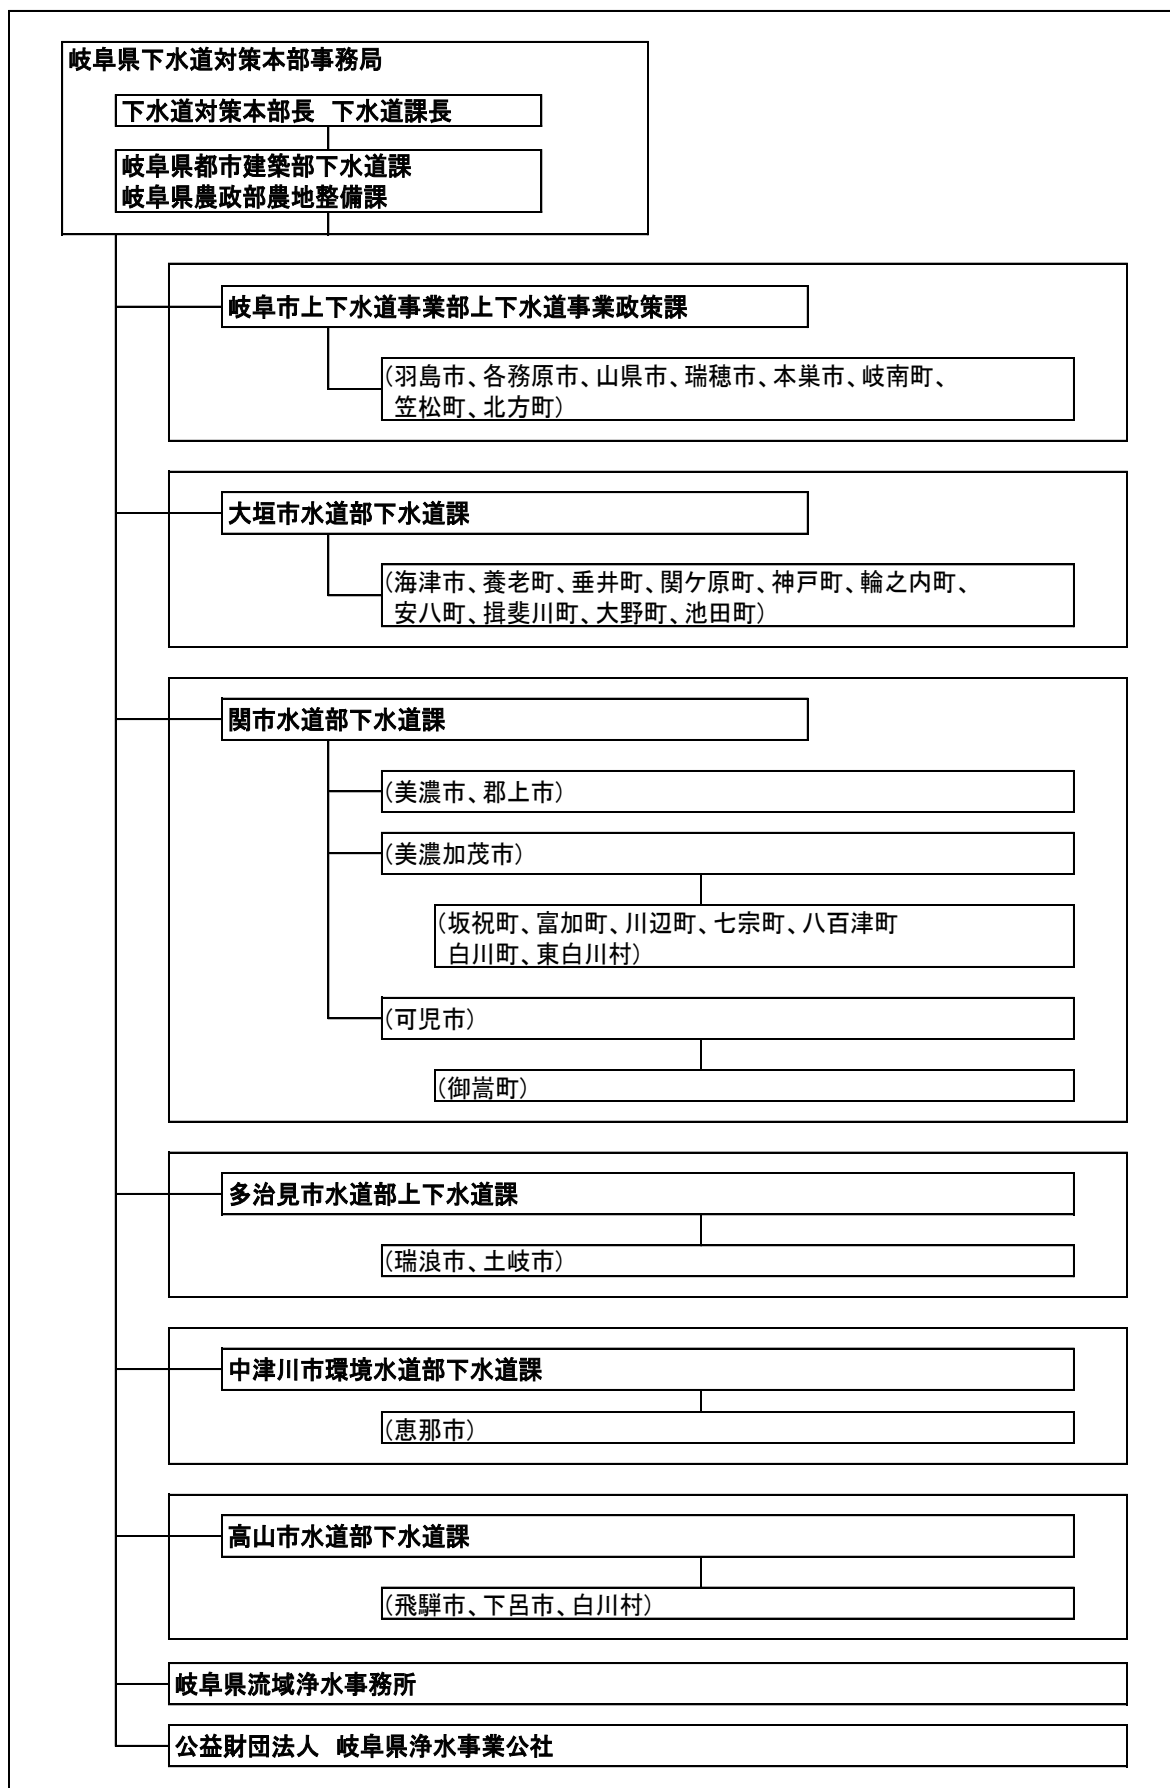 岐阜県下水道対策本部事務局
下水道対策本部長　下水道課長
岐阜県都市建築部下水道課
岐阜県農政部農地整備課
岐阜市上下水道事業部上下水道事業政策課
(羽島市、各務原市、山県市、瑞穂市、本巣市、岐南町、
笠松町、北方町)
大垣市水道部下水道課
(海津市、養老町、垂井町、関ケ原町、神戸町、輪之内町、
安八町、揖斐川町、大野町、池田町)
関市水道部下水道課
(美濃市、郡上市)
(美濃加茂市)
(坂祝町、富加町、川辺町、七宗町、八百津町
白川町、東白川村)
(可児市)
(御嵩町)
多治見市水道部上下水道課
(瑞浪市、土岐市)
中津川市環境水道部下水道課
(恵那市)
高山市水道部下水道課
(飛騨市、下呂市、白川村)
岐阜県流域浄水事務所
公益財団法人　岐阜県浄水事業公社